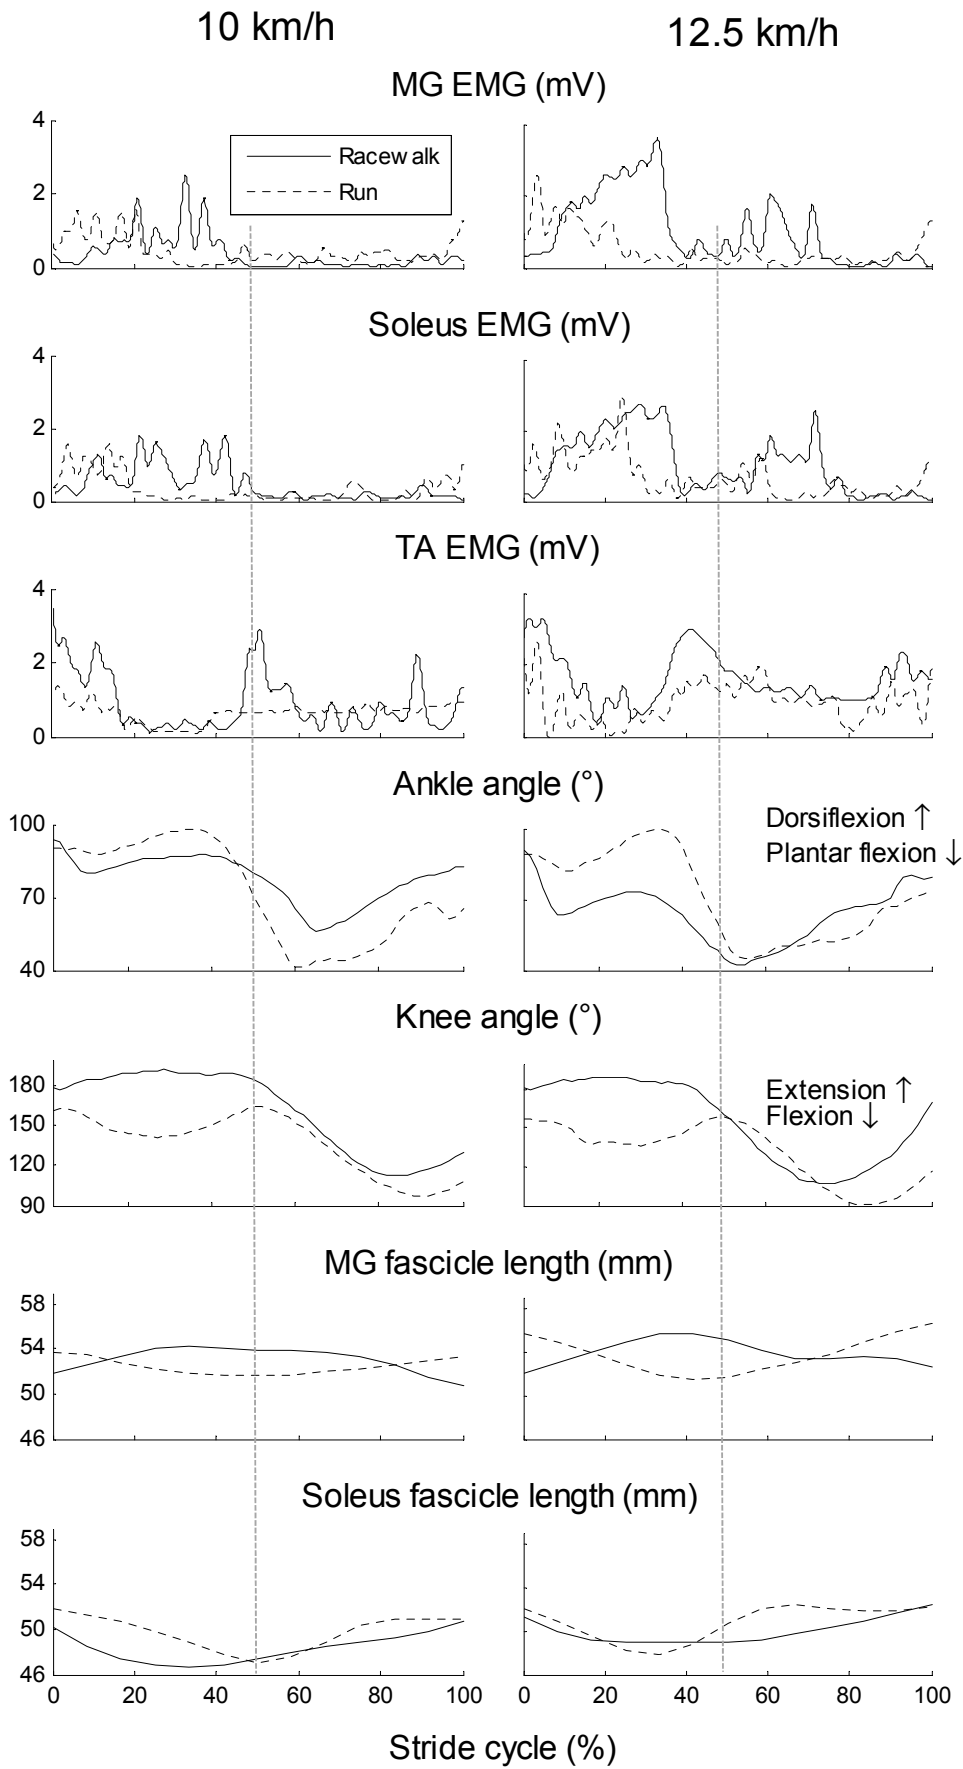 10 km/h 12.5 km/h
MG EMG (mV)
4
2
0
Racewalk
Run
Soleus EMG (mV)
4
2
0
TA EMG (mV)
4
2
0
Ankle angle (°)
100
70
40
Dorsiflexion ↑
Plantar flexion ↓
Knee angle (°)
180
150
120
90
Extension ↑
Flexion ↓
MG fascicle length (mm)
58
54
50
46
Soleus fascicle length (mm)
58
54
50
46
0 20 40 60 80 100 0 20 40 60 80 100
Stride cycle (%)